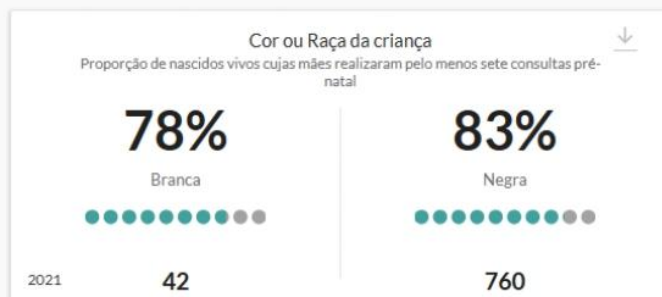 Cor ou Raça da criança
Proporção de nascidos vivos cujas mães realizaram pelo menos sete consultas pré-
natal
78% 83%
Branca Negra
2021 42 760